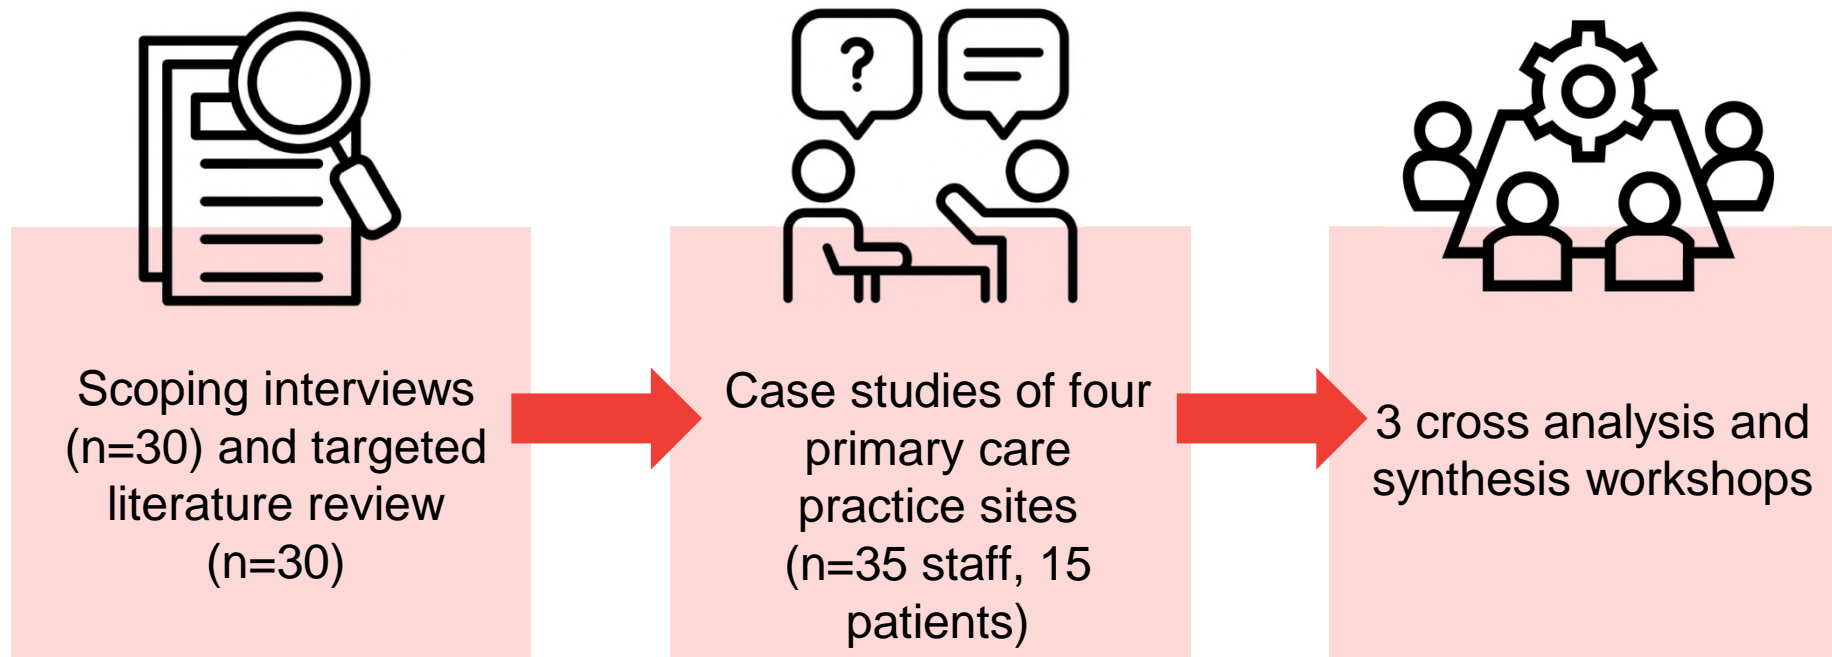 Scoping interviews
(n=30) and targeted
literature review
(n=30)
?
Case studies of four
primary care
practice sites
(n=35 staff, 15
patients)
3 cross analysis and
synthesis workshops